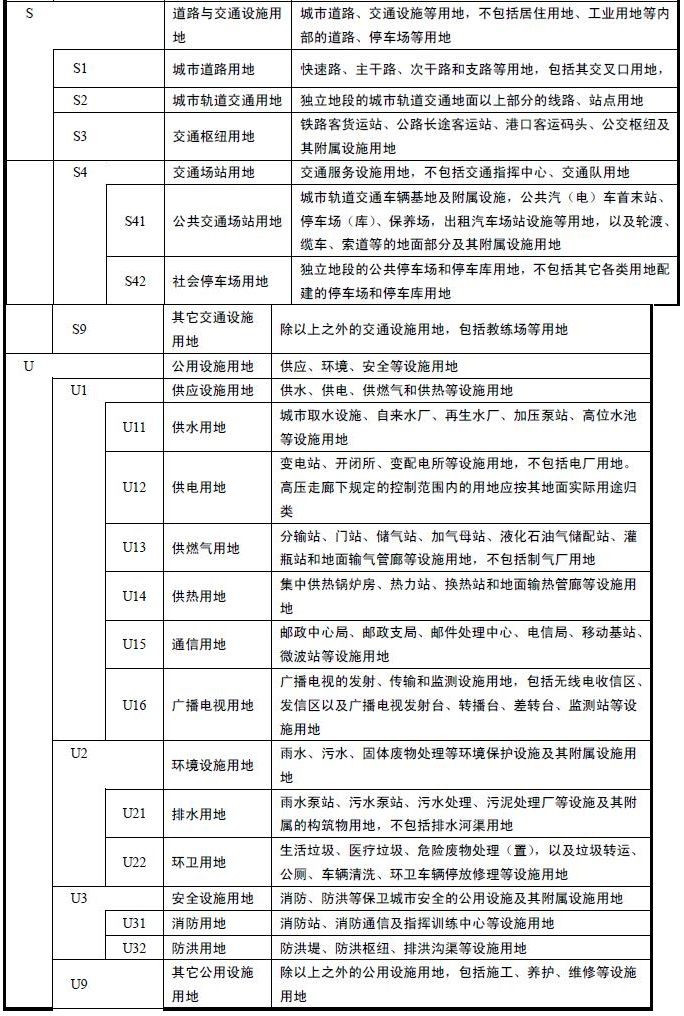 S 道路与交通设施用地 城市道路、交通设施等用地，不包括居住用地、工业用地等内部的道路、停车场等用地
S1 城市道路用地 快速路、主干路、次干路和支路等用地，包括其交叉口用地，
S2 城市轨道交通用地 独立地段的城市轨道交通地面以上部分的线路、站点用地
S3 交通枢纽用地 铁路客货运站、公路长途客运站、港口客运码头、公交枢纽及其附属设施用地
S4 交通场站用地 交通服务设施用地，不包括交通指挥中心、交通队用地
S41 公共交通场站用地 城市轨道交通车辆基地及附属设施，公共汽（电）车首末站、停车场（库）、保养场，出租汽车场站设施等用地，以及轮渡、缆车、索道等的地面部分及其附属设施用地
S42 社会停车场用地 独立地段的公共停车场和停车库用地，不包括其它各类用地配建的停车场和停车库用地
S9 其它交通设施用地 除以上之外的交通设施用地，包括教练场等用地
U 公用设施用地 供应、环境、安全等设施用地
U1 供应设施用地 供水、供电、供燃气和供热等设施用地
U11 供水用地 城市取水设施、自来水厂、再生水厂、加压泵站、高位水池等设施用地
U12 供电用地 变电站、开闭所、变配电所等设施用地，不包括电厂用地。高压走廊下规定的控制范围内的用地应按其地面实际用途归类
U13 供燃气用地 分输站、门站、储气站、加气母站、液化石油气储配站、灌瓶站和地面输气管廊等设施用地，不包括制气厂用地
U14 供热用地 集中供热锅炉房、热力站、换热站和地面输热管廊等设施用地
U15 通信用地 邮政中心局、邮政支局、邮件处理中心、电信局、移动基站、微波站等设施用地
U16 广播电视用地 广播电视的发射、传输和监测设施用地，包括无线电收信区、发信区以及广播电视发射台、转播台、差转台、监测站等设施用地
U2 环境设施用地 雨水、污水、固体废物处理等环境保护设施及其附属设施用地
U21 排水用地 雨水泵站、污水泵站、污水处理、污泥处理厂等设施及其附属的构筑物用地，不包括排水河渠用地
U22 环卫用地 生活垃圾、医疗垃圾、危险废物处理（置），以及垃圾转运、公厕、车辆清洗、环卫车辆停放修理等设施用地
U3 安全设施用地 消防、防洪等保卫城市安全的公用设施及其附属设施用地
U31 消防用地 消防站、消防通信及指挥训练中心等设施用地
U32 防洪用地 防洪堤、防洪枢纽、排洪沟渠等设施用地
U9 其它公用设施用地 除以上之外的公用设施用地，包括施工、养护、维修等设施用地